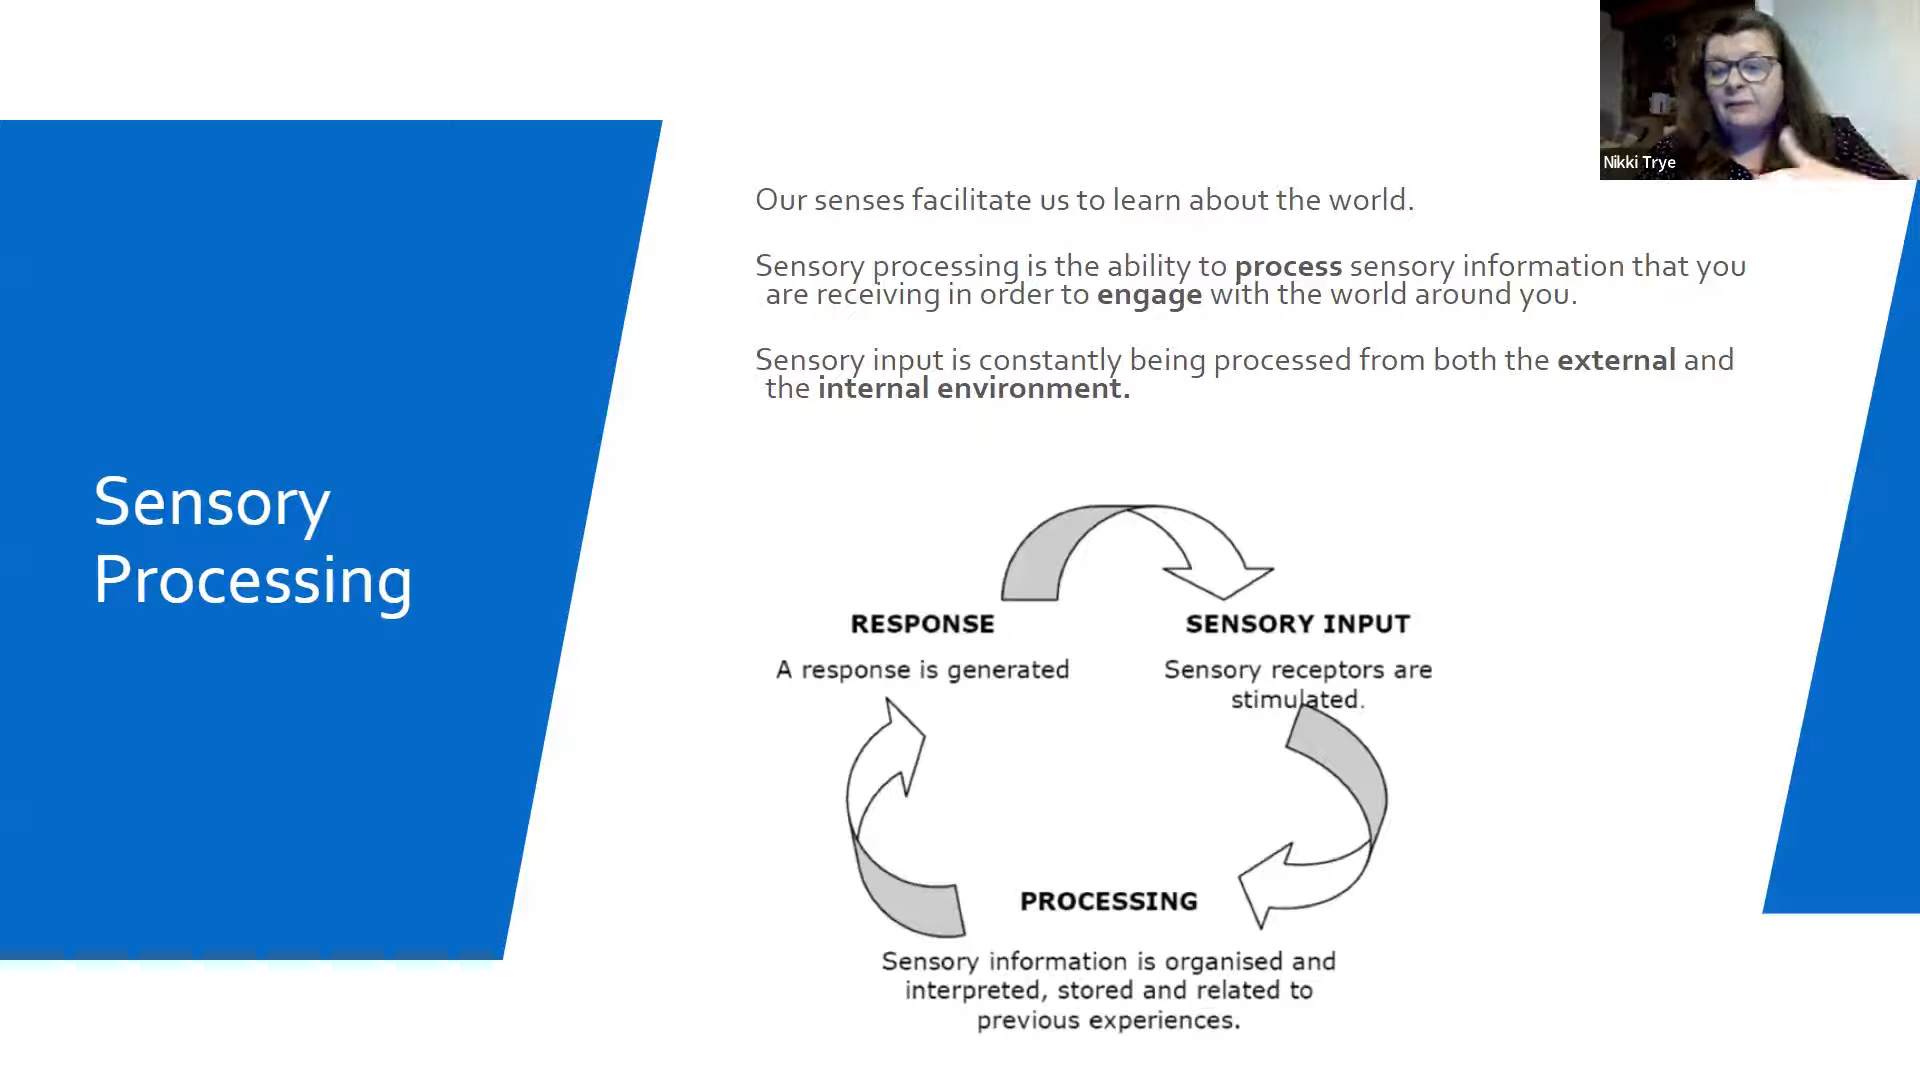 Nikki Trye
Our senses facilitate us to learn about the world.
Sensory processing is the ability to process sensory information that you
are receiving in order to engage with the world around you.
Sensory input is constantly being processed from both the external and
the internal environment.
Sensory
Processing
RESPONSE
A response is generated
SENSORY INPUT
Sensory receptors are
stimulated.
PROCESSING
Sensory information is organised and
interpreted, stored and related to
previous experiences.